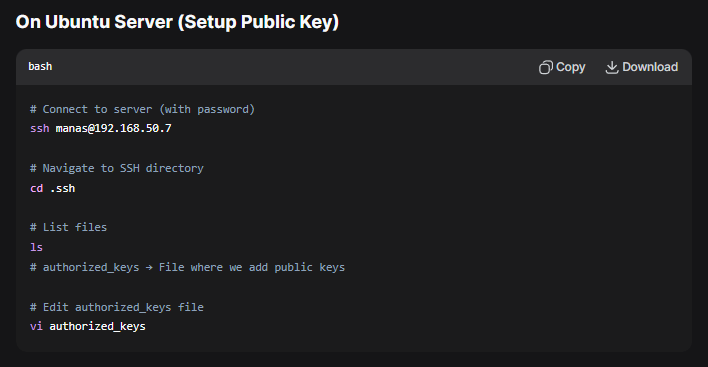 On Ubuntu Server (Setup Public Key)
bash
Copy
Download
# Connect to server (with password)
ssh manas@192.168.50.7
# Navigate to SSH directory
cd .ssh
# List files
ls
# authorized_keys → File where we add public keys
# Edit authorized_keys file
vi authorized_keys